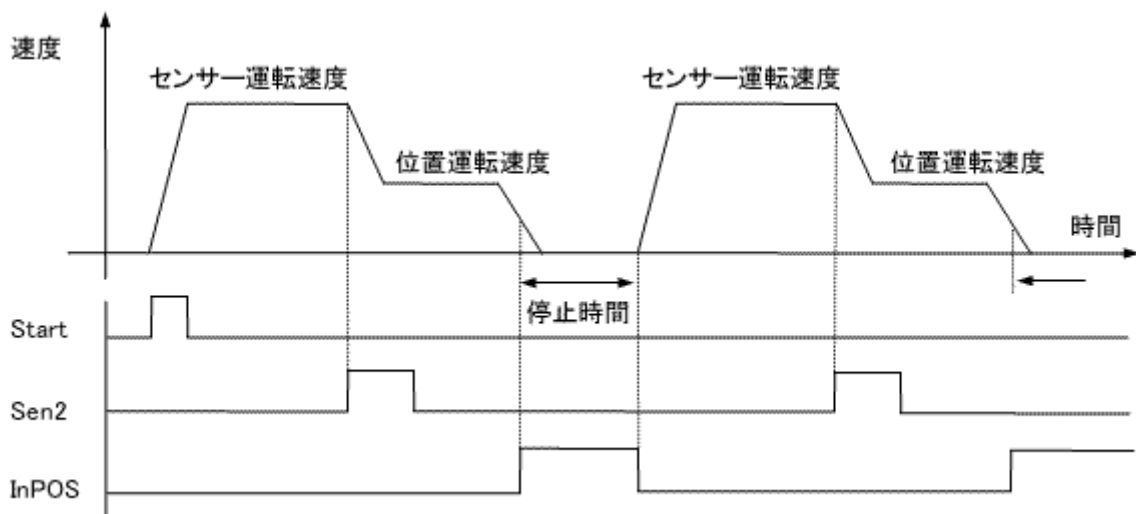 速度
センサー運転速度
センサー運転速度
位置運転速度
位置運転速度
時間
停止時間
Start
Sen2
InPOS